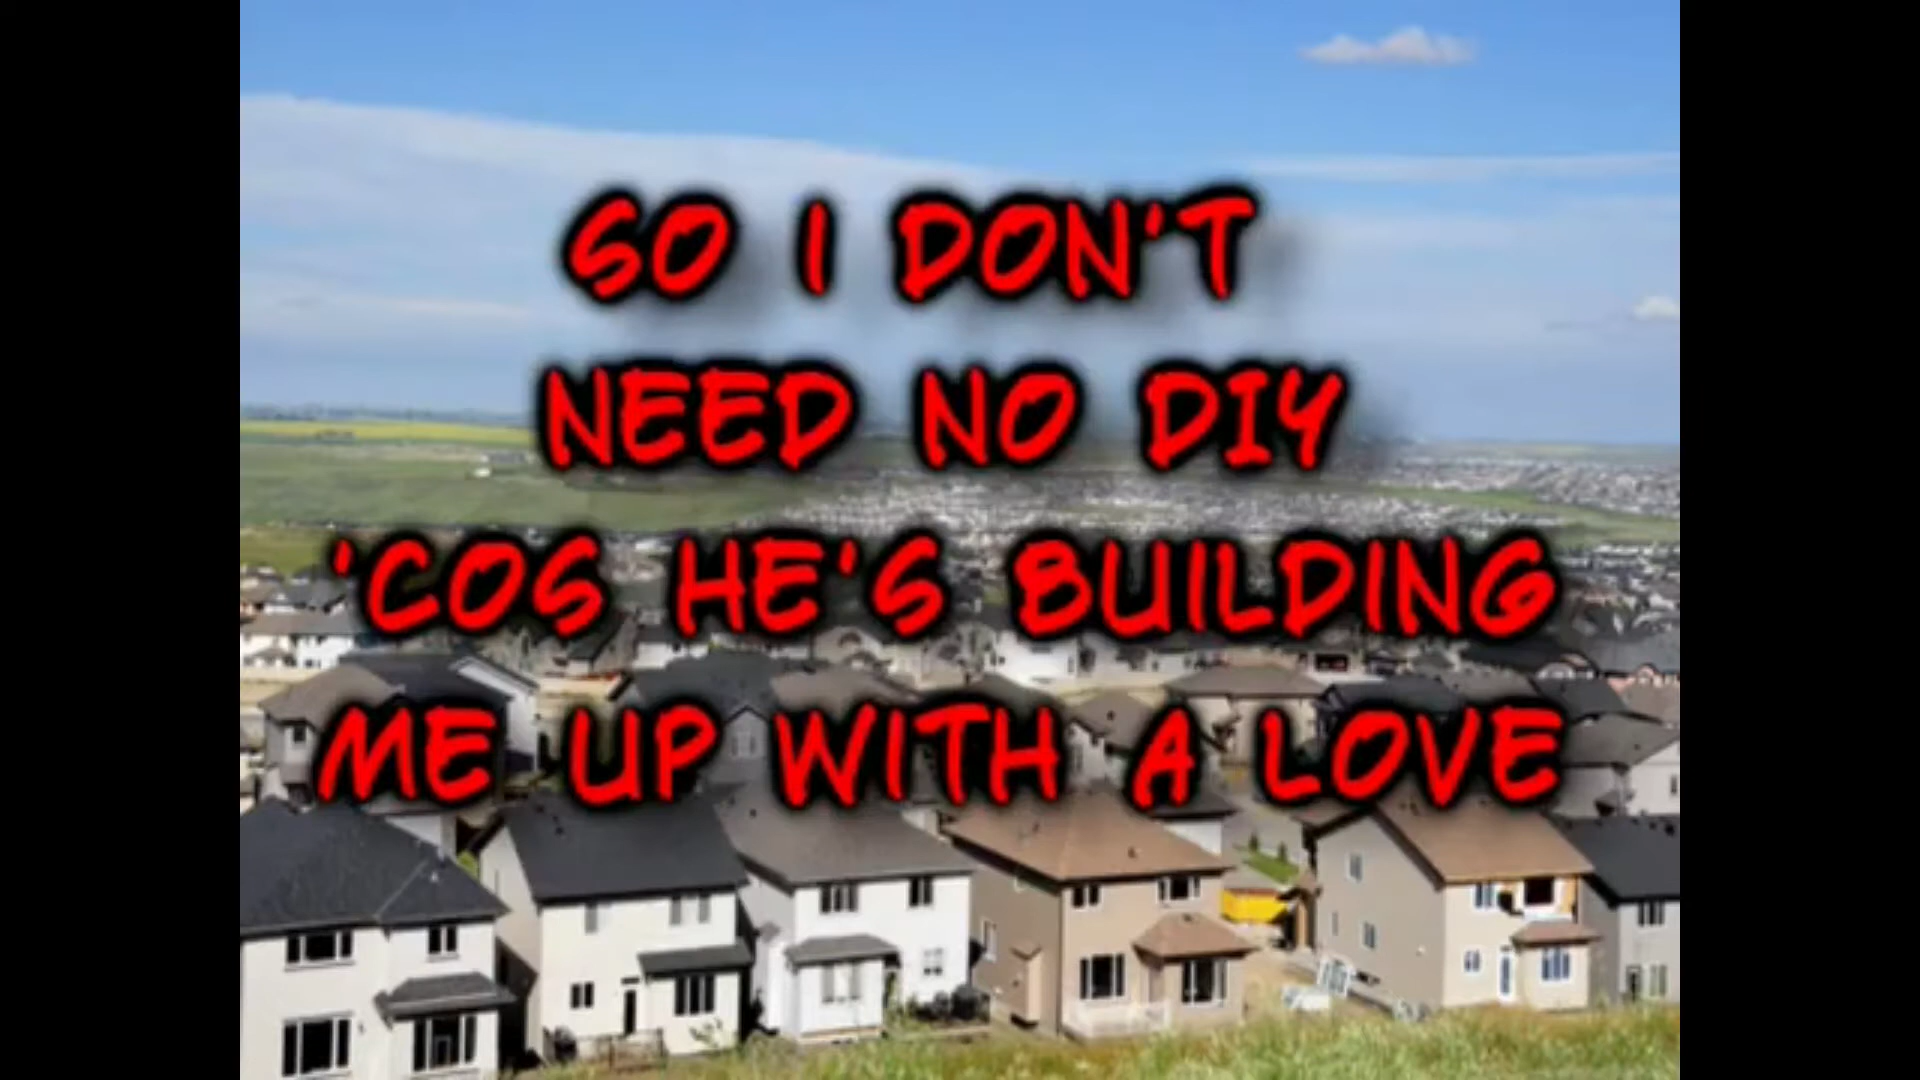 SO I DON'T
NEED NO DIY
'COS HE'S BUILDING
ME UP WITH A LOVE